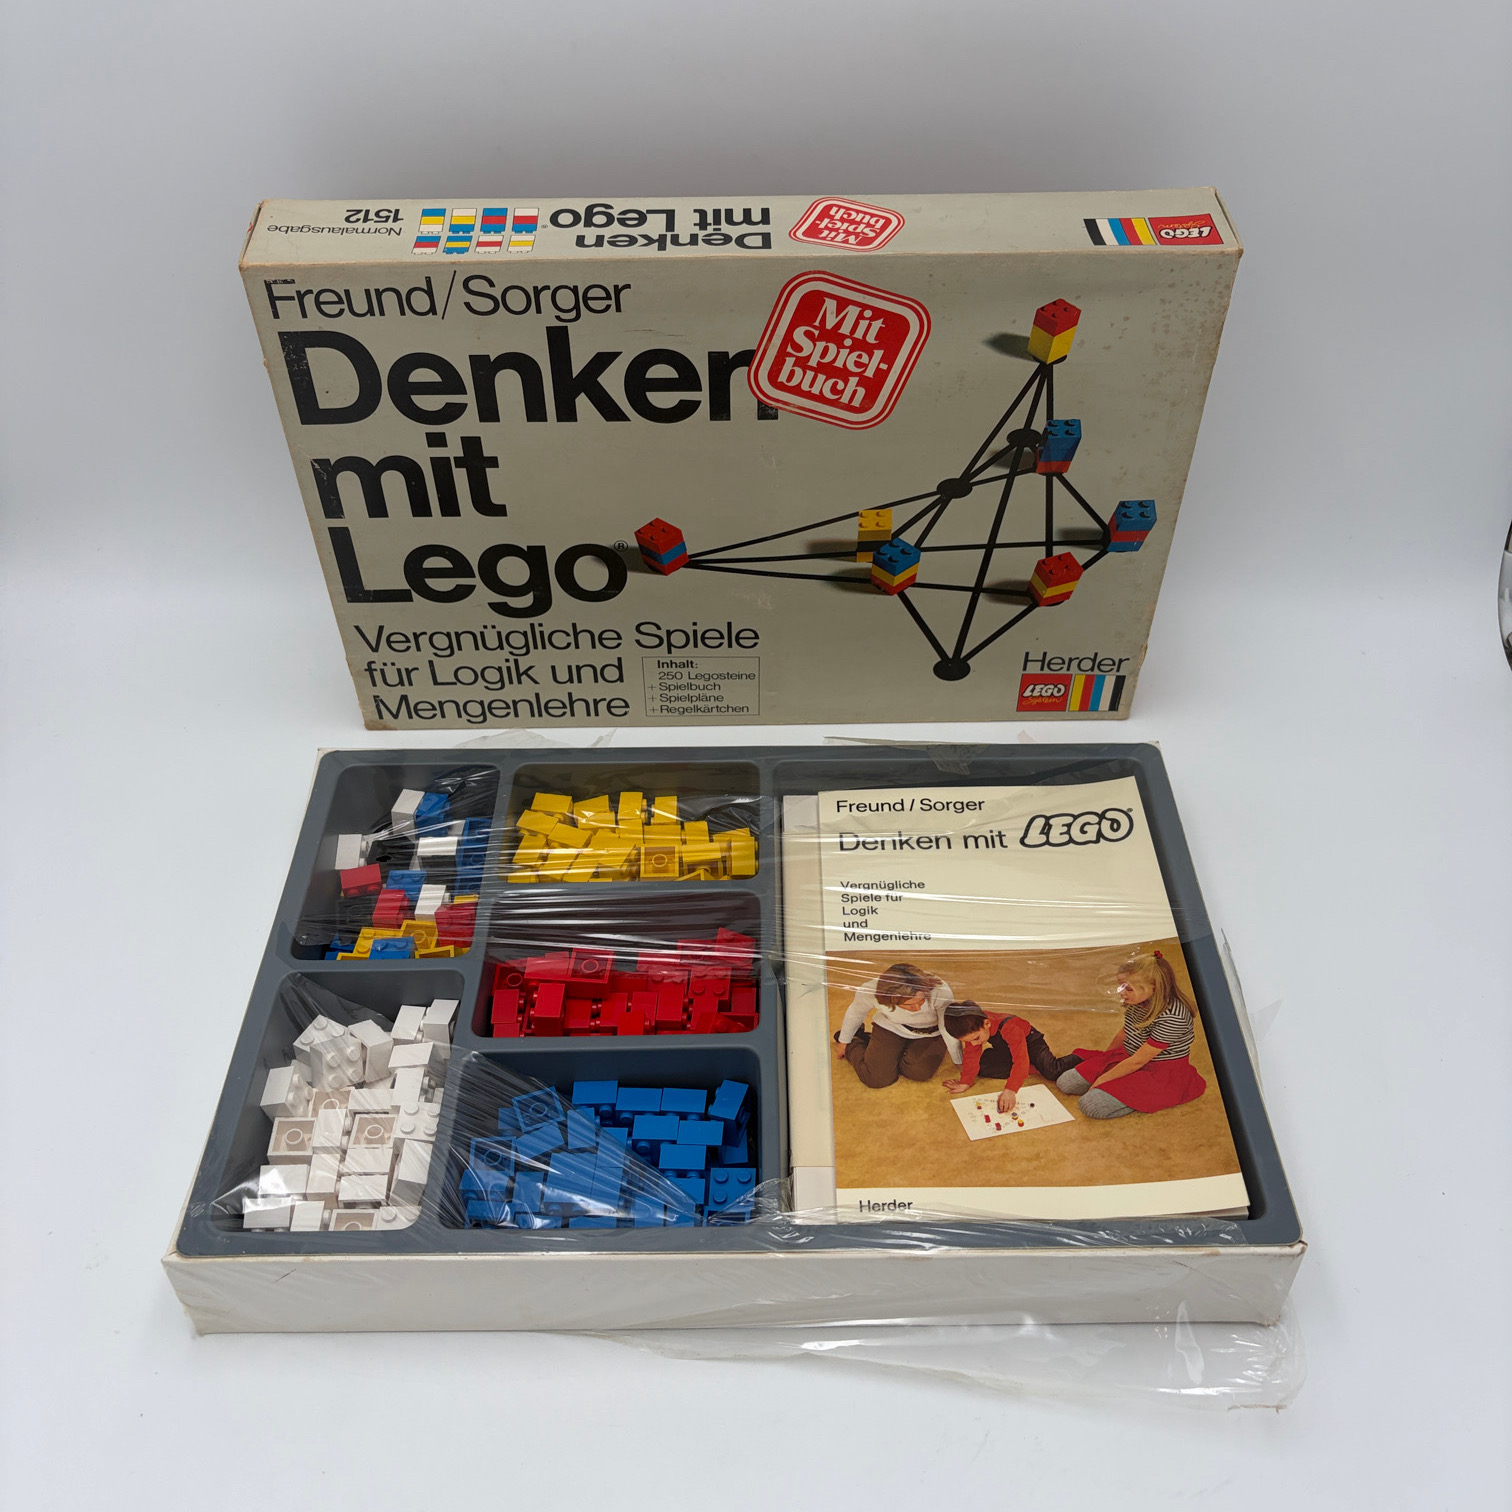 Normalausgabe
1512
Denken
mit Lego®
Mit
Spiel-
buch
LEGO
System
Freund/Sorger
Denken
mit
Lego®
Mit
Spiel-
buch
Vergnügliche Spiele
für Logik und
Mengenlehre
Inhalt:
250 Legosteine
+ Spielbuch
+ Spielpläne
+ Regelkärtchen
Herder
LEGO
System
Freund / Sorger
Denken mit LEGO®
Vergnügliche
Spiele für
Logik
und
Mengenlehre
Herder